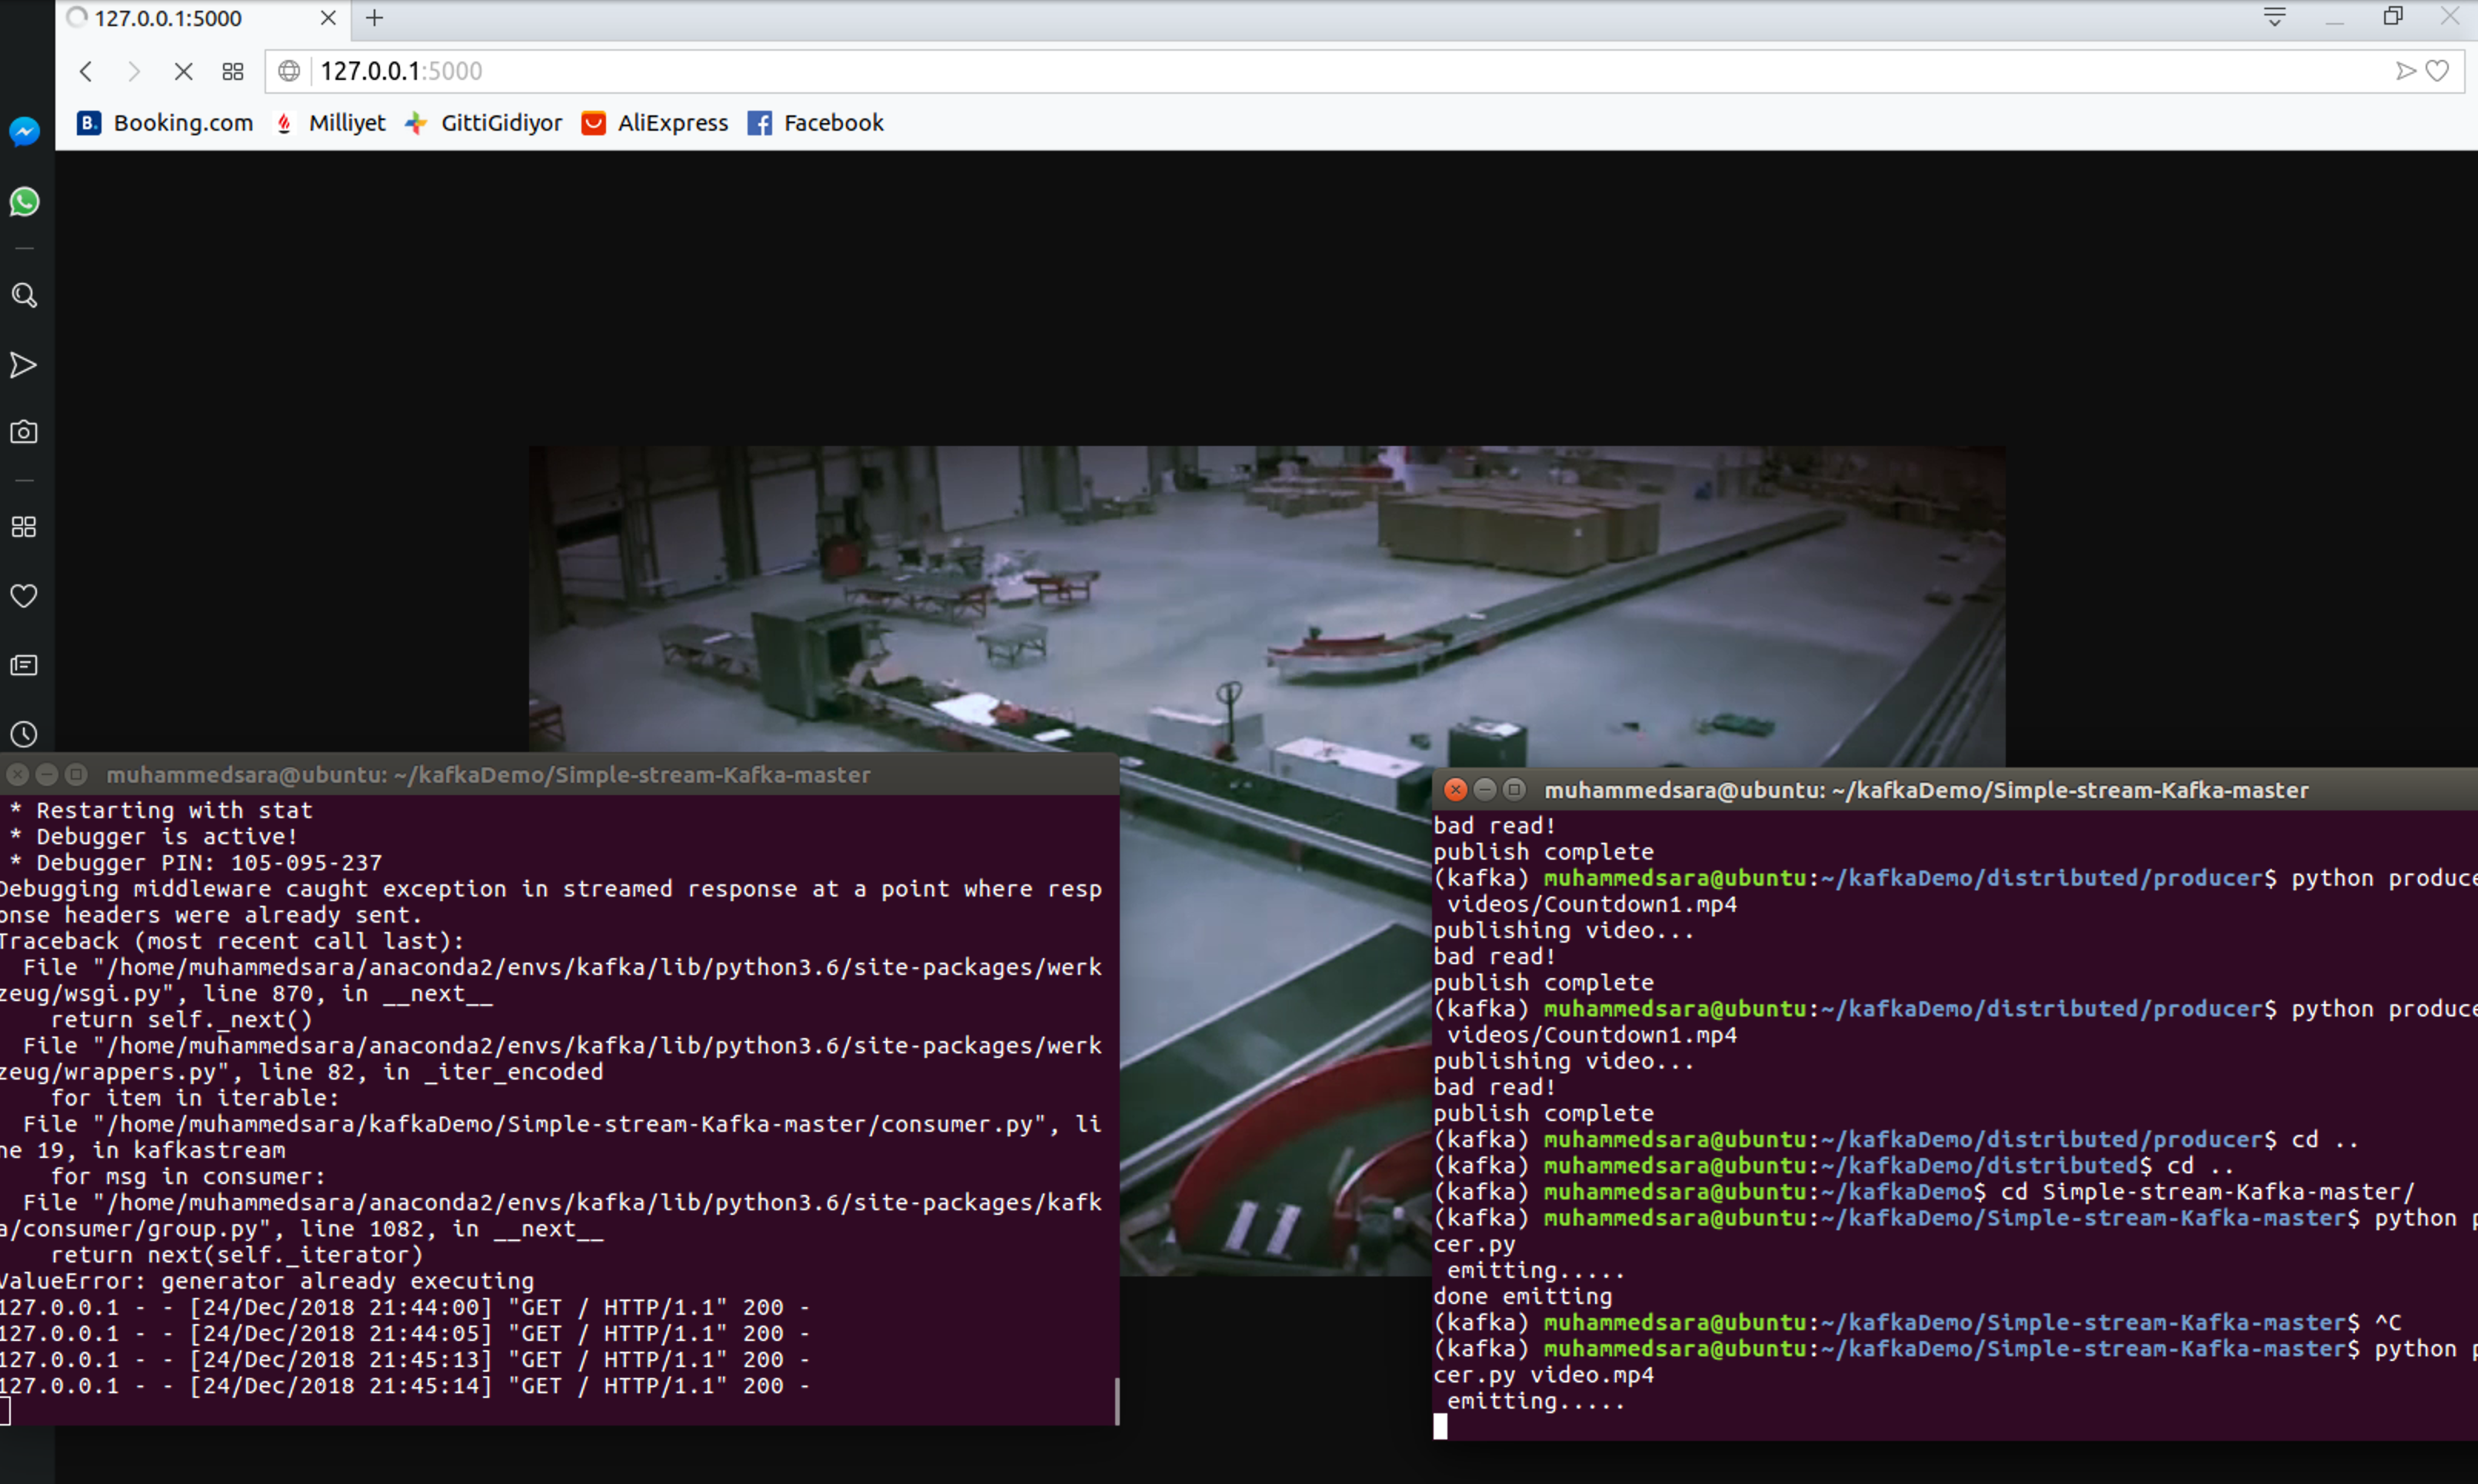 127.0.0.1:5000
127.0.0.1:5000
B. Booking.com Milliyet GittiGidiyor AliExpress Facebook
muhammedsara@ubuntu: ~/kafkaDemo/Simple-stream-Kafka-master
* Restarting with stat
* Debugger is active!
* Debugger PIN: 105-095-237
Debugging middleware caught exception in streamed response at a point where resp
onse headers were already sent.
Traceback (most recent call last):
File "/home/muhammedsara/anaconda2/envs/kafka/lib/python3.6/site-packages/werk
zeug/wsgi.py", line 870, in __next__
return self._next()
File "/home/muhammedsara/anaconda2/envs/kafka/lib/python3.6/site-packages/werk
zeug/wrappers.py", line 82, in _iter_encoded
for item in iterable:
File "/home/muhammedsara/kafkaDemo/Simple-stream-Kafka-master/consumer.py", li
ne 19, in kafkastream
for msg in consumer:
File "/home/muhammedsara/anaconda2/envs/kafka/lib/python3.6/site-packages/kafk
a/consumer/group.py", line 1082, in __next__
return next(self._iterator)
ValueError: generator already executing
127.0.0.1 - - [24/Dec/2018 21:44:00] "GET / HTTP/1.1" 200 -
127.0.0.1 - - [24/Dec/2018 21:44:05] "GET / HTTP/1.1" 200 -
127.0.0.1 - - [24/Dec/2018 21:45:13] "GET / HTTP/1.1" 200 -
127.0.0.1 - - [24/Dec/2018 21:45:14] "GET / HTTP/1.1" 200 -
muhammedsara@ubuntu: ~/kafkaDemo/Simple-stream-Kafka-master
bad read!
publish complete
(kafka) muhammedsara@ubuntu:~/kafkaDemo/distributed/producer$ python produce
videos/Countdown1.mp4
publishing video...
bad read!
publish complete
(kafka) muhammedsara@ubuntu:~/kafkaDemo/distributed/producer$ python produce
videos/Countdown1.mp4
publishing video...
bad read!
publish complete
(kafka) muhammedsara@ubuntu:~/kafkaDemo/distributed/producer$ cd ..
(kafka) muhammedsara@ubuntu:~/kafkaDemo/distributed$ cd ..
(kafka) muhammedsara@ubuntu:~/kafkaDemo$ cd Simple-stream-Kafka-master/
(kafka) muhammedsara@ubuntu:~/kafkaDemo/Simple-stream-Kafka-master$ python p
cer.py
emitting.....
done emitting
(kafka) muhammedsara@ubuntu:~/kafkaDemo/Simple-stream-Kafka-master$ ^C
(kafka) muhammedsara@ubuntu:~/kafkaDemo/Simple-stream-Kafka-master$ python p
cer.py video.mp4
emitting.....